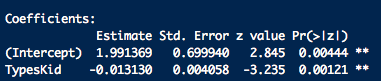 Coefficients:
Estimate Std. Error z value Pr(>|z|)
(Intercept) 1.991369 0.699940 2.845 0.00444 **
TypesKid -0.013130 0.004058 -3.235 0.00121 **